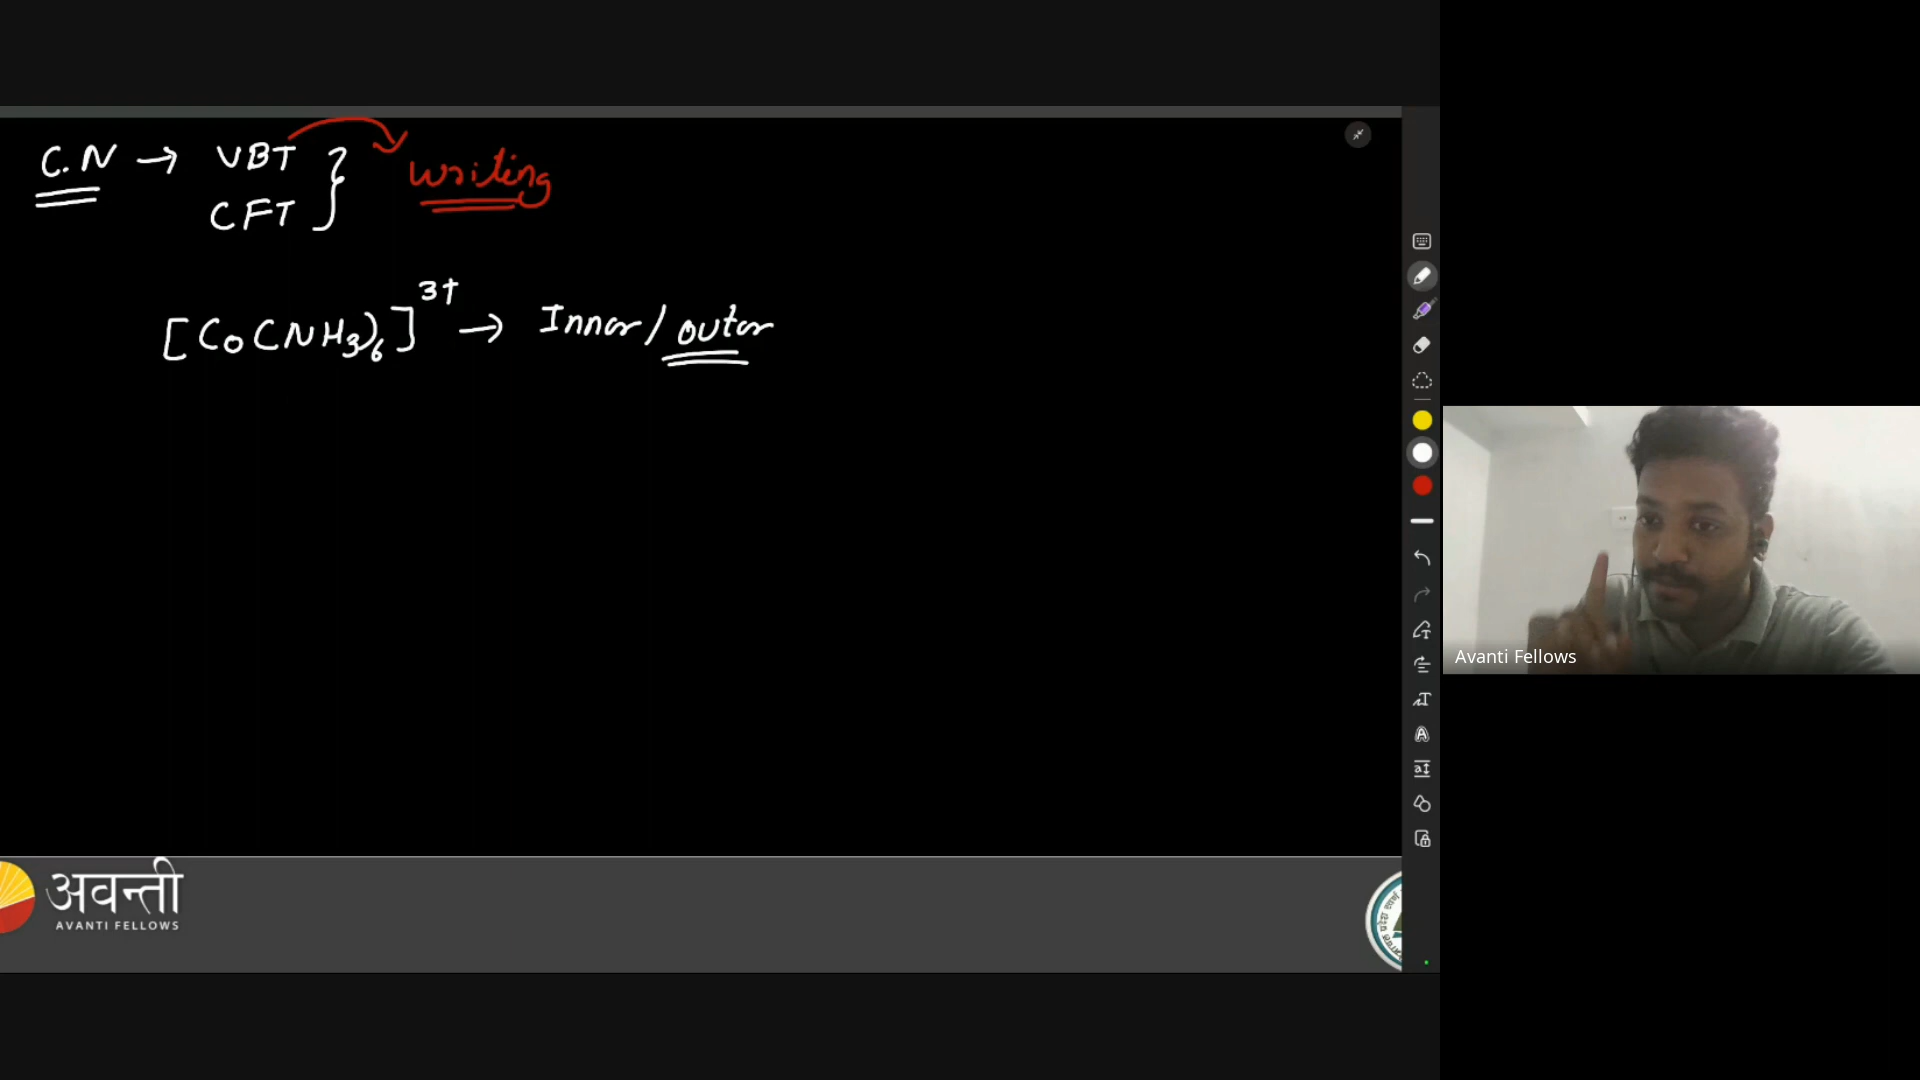 C.N → VBT
CFT } writing
[Co(NH3)6]3+ → Inner/outer
अवन्ती
AVANTI FELLOWS
Avanti Fellows